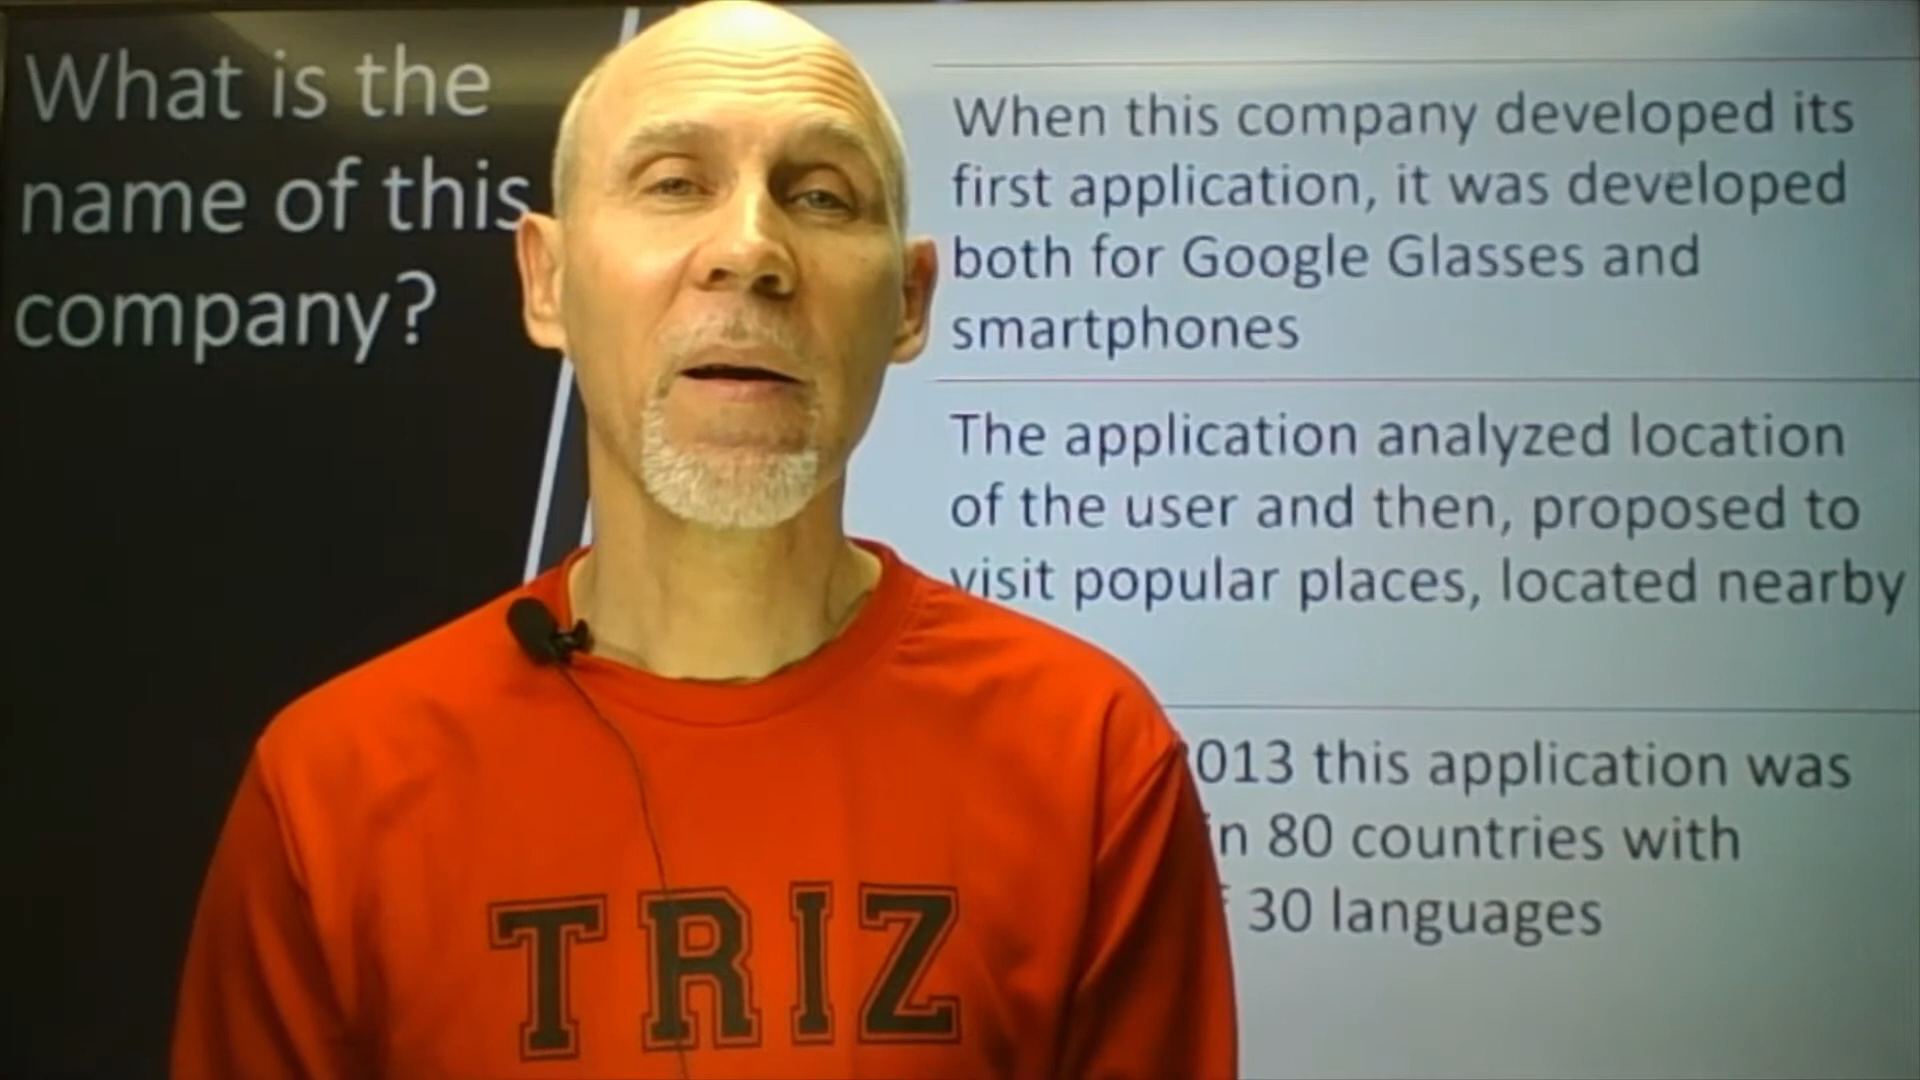 What is the
name of this
company?
When this company developed its
first application, it was developed
both for Google Glasses and
smartphones
The application analyzed location
of the user and then, proposed to
visit popular places, located nearby
013 this application was
in 80 countries with
30 languages
TRIZ